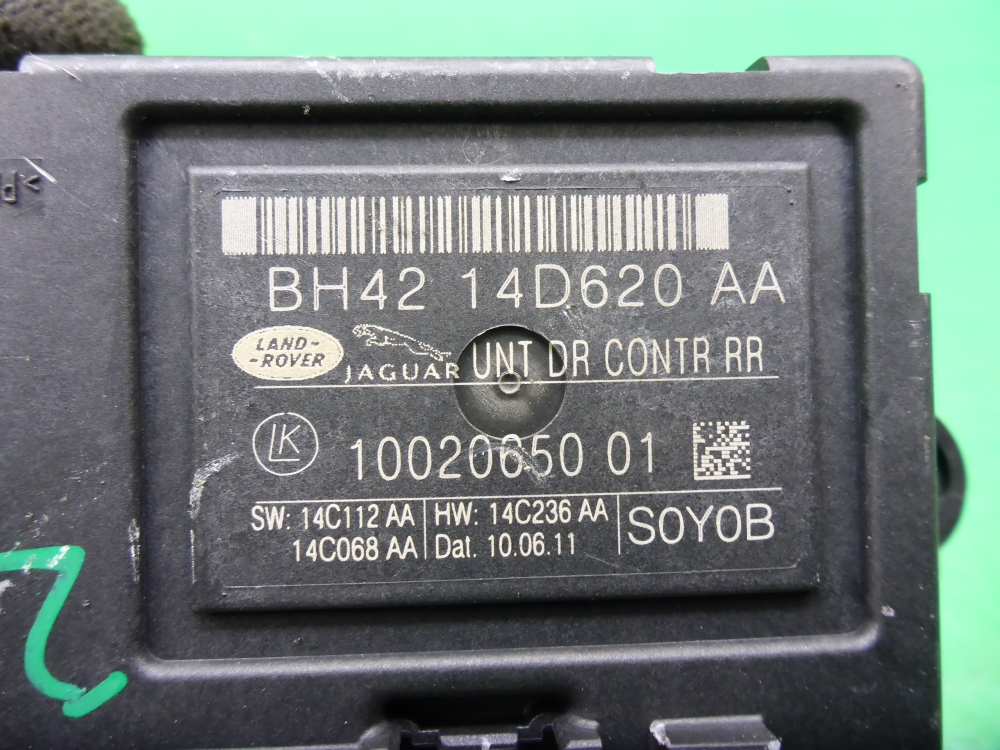 BH42 14D620 AA
LAND-
-ROVER
JAGUAR
UNT DR CONTR RR
LK
10020650 01
SW: 14C112 AA
14C068 AA
HW: 14C236 AA
Dat. 10.06.11
S0Y0B